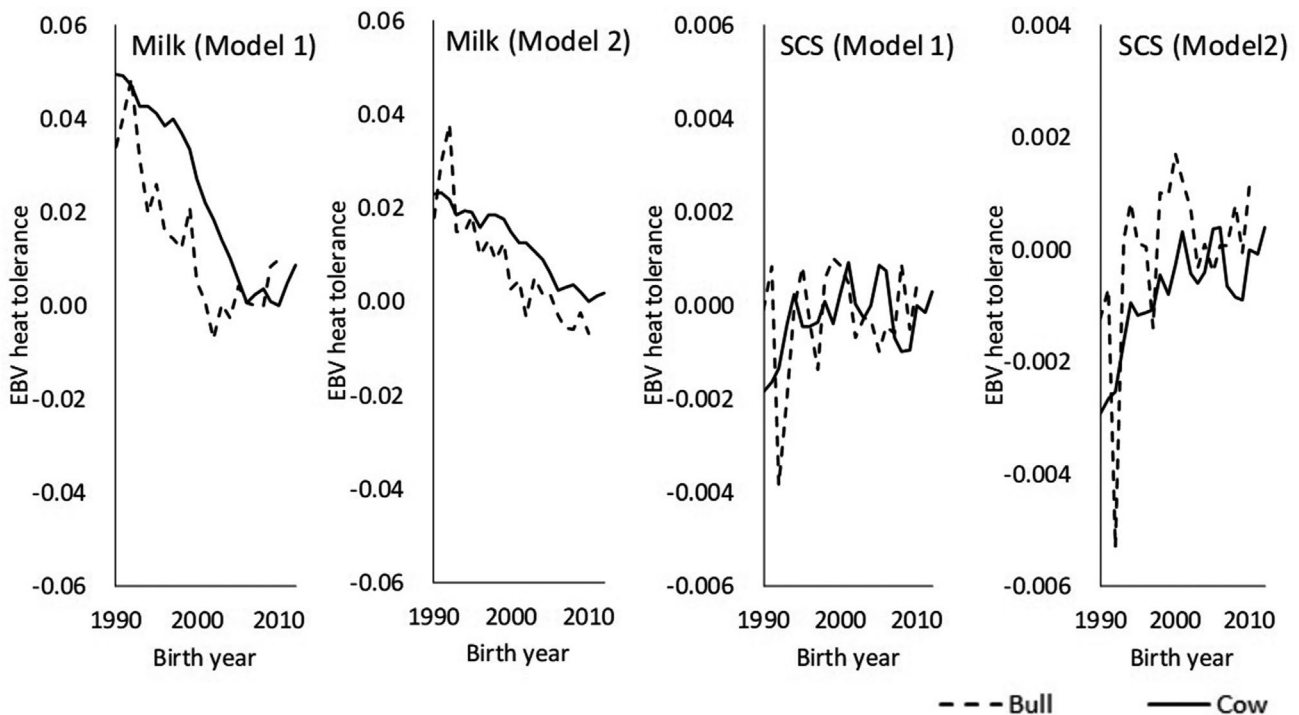 Milk (Model 1)
0.06
0.04
0.02
0.00
-0.02
-0.04
-0.06
EBV heat tolerance
1990 2000 2010
Birth year
Milk (Model 2)
0.06
0.04
0.02
0.00
-0.02
-0.04
-0.06
EBV heat tolerance
1990 2000 2010
Birth year
SCS (Model 1)
0.006
0.004
0.002
0.000
-0.002
-0.004
-0.006
EBV heat tolerance
1990 2000 2010
Birth year
SCS (Model2)
0.004
0.002
0.000
-0.002
-0.004
-0.006
EBV heat tolerance
1990 2000 2010
Birth year
Bull
Cow